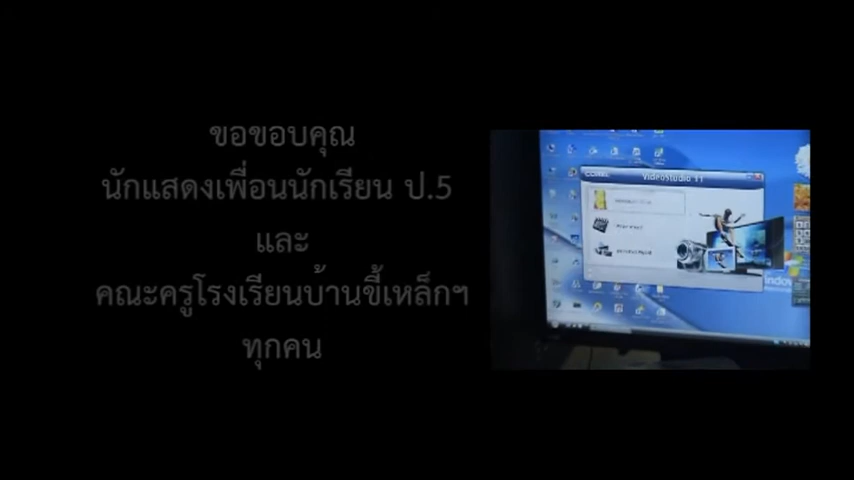 ขอขอบคุณ
นักแสดงเพื่อนนักเรียน ป.5
และ
คณะครูโรงเรียนบ้านขี้เหล็กฯ
ทุกคน
COREL
VideoStudio 11